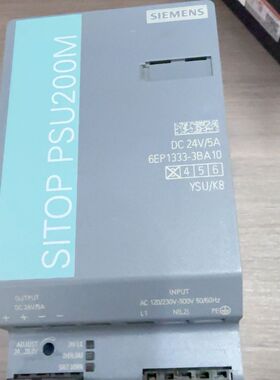 SIEMENS
SITOP PSU200M
DC 24V/5A
6EP1333-3BA10
X 4 5 6
YSU/K8
OUTPUT
DC 24V/5A
+ + - -
INPUT
AC 120/230V-500V 50/60Hz
L1 N(L2) PE
ADJUST